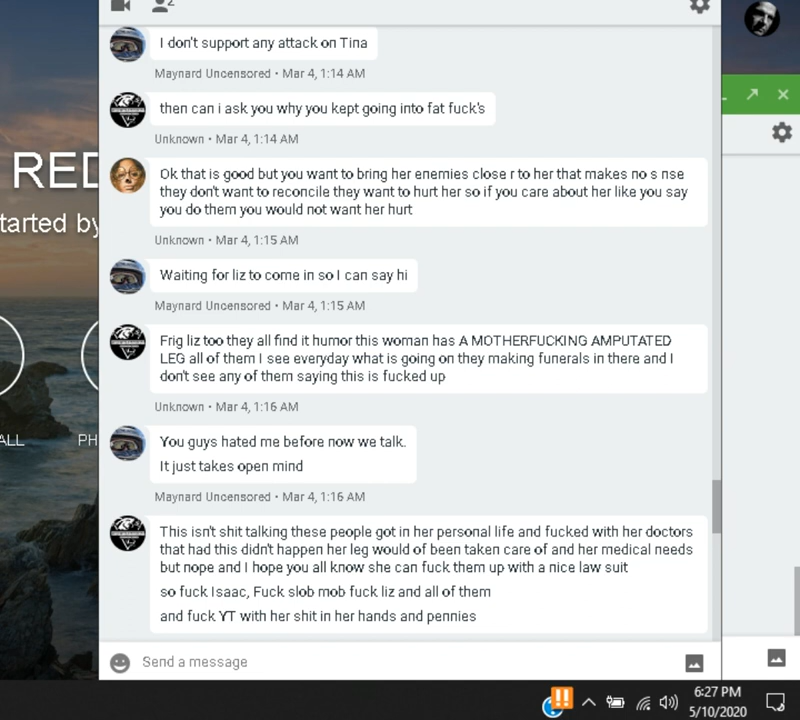 2
RED
I don't support any attack on Tina
Maynard Uncensored • Mar 4, 1:14 AM
then can i ask you why you kept going into fat fuck's
Unknown • Mar 4, 1:14 AM
tarted by
Ok that is good but you want to bring her enemies close r to her that makes no s nse
they don't want to reconcile they want to hurt her so if you care about her like you say
you do them you would not want her hurt
Unknown • Mar 4, 1:15 AM
Waiting for liz to come in so I can say hi
Maynard Uncensored • Mar 4, 1:15 AM
Frig liz too they all find it humor this woman has A MOTHERFUCKING AMPUTATED
LEG all of them I see everyday what is going on they making funerals in there and I
don't see any of them saying this is fucked up
Unknown • Mar 4, 1:16 AM
ALL
PH
You guys hated me before now we talk.
It just takes open mind
Maynard Uncensored • Mar 4, 1:16 AM
This isn't shit talking these people got in her personal life and fucked with her doctors
that had this didn't happen her leg would of been taken care of and her medical needs
but nope and I hope you all know she can fuck them up with a nice law suit
so fuck Isaac, Fuck slob mob fuck liz and all of them
and fuck YT with her shit in her hands and pennies
Send a message
6:27 PM
5/10/2020